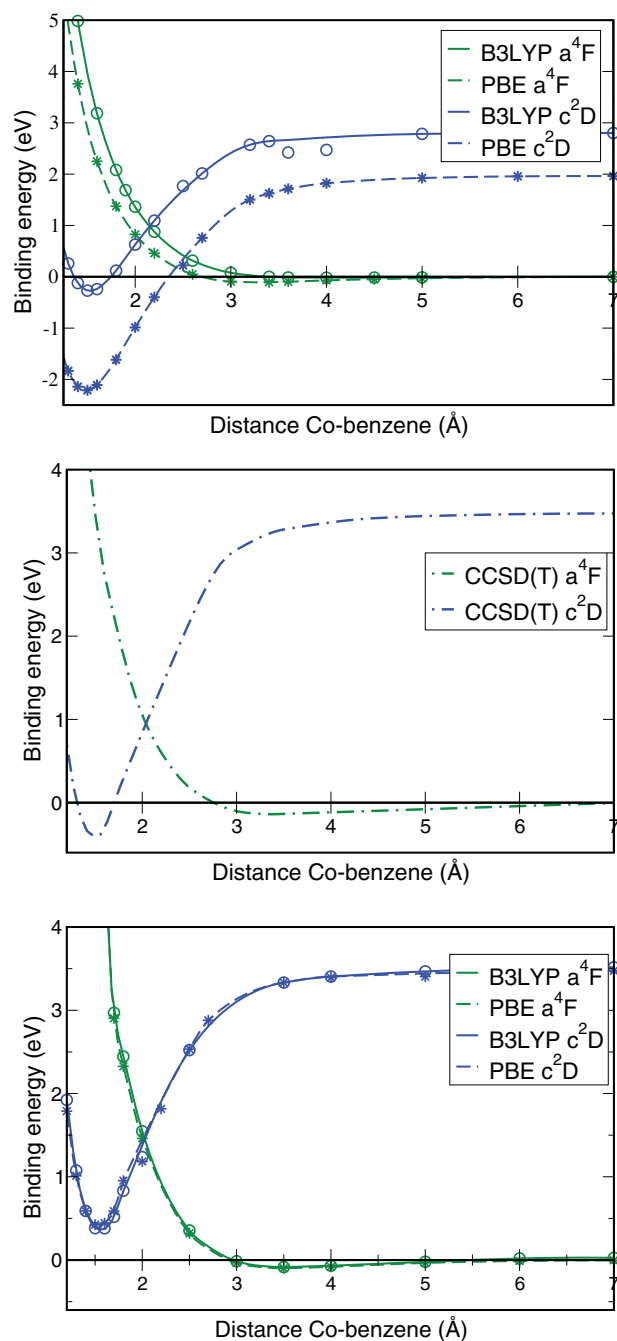 5
4
3
2
1
0
-1
-2
Binding energy (eV)
B3LYP a⁴F
PBE a⁴F
B3LYP c²D
PBE c²D
2 3 4 5 6 7
Distance Co-benzene (Å)
4
3
2
1
0
Binding energy (eV)
CCSD(T) a⁴F
CCSD(T) c²D
2 3 4 5 6 7
Distance Co-benzene (Å)
4
3
2
1
0
Binding energy (eV)
B3LYP a⁴F
PBE a⁴F
B3LYP c²D
PBE c²D
2 3 4 5 6 7
Distance Co-benzene (Å)